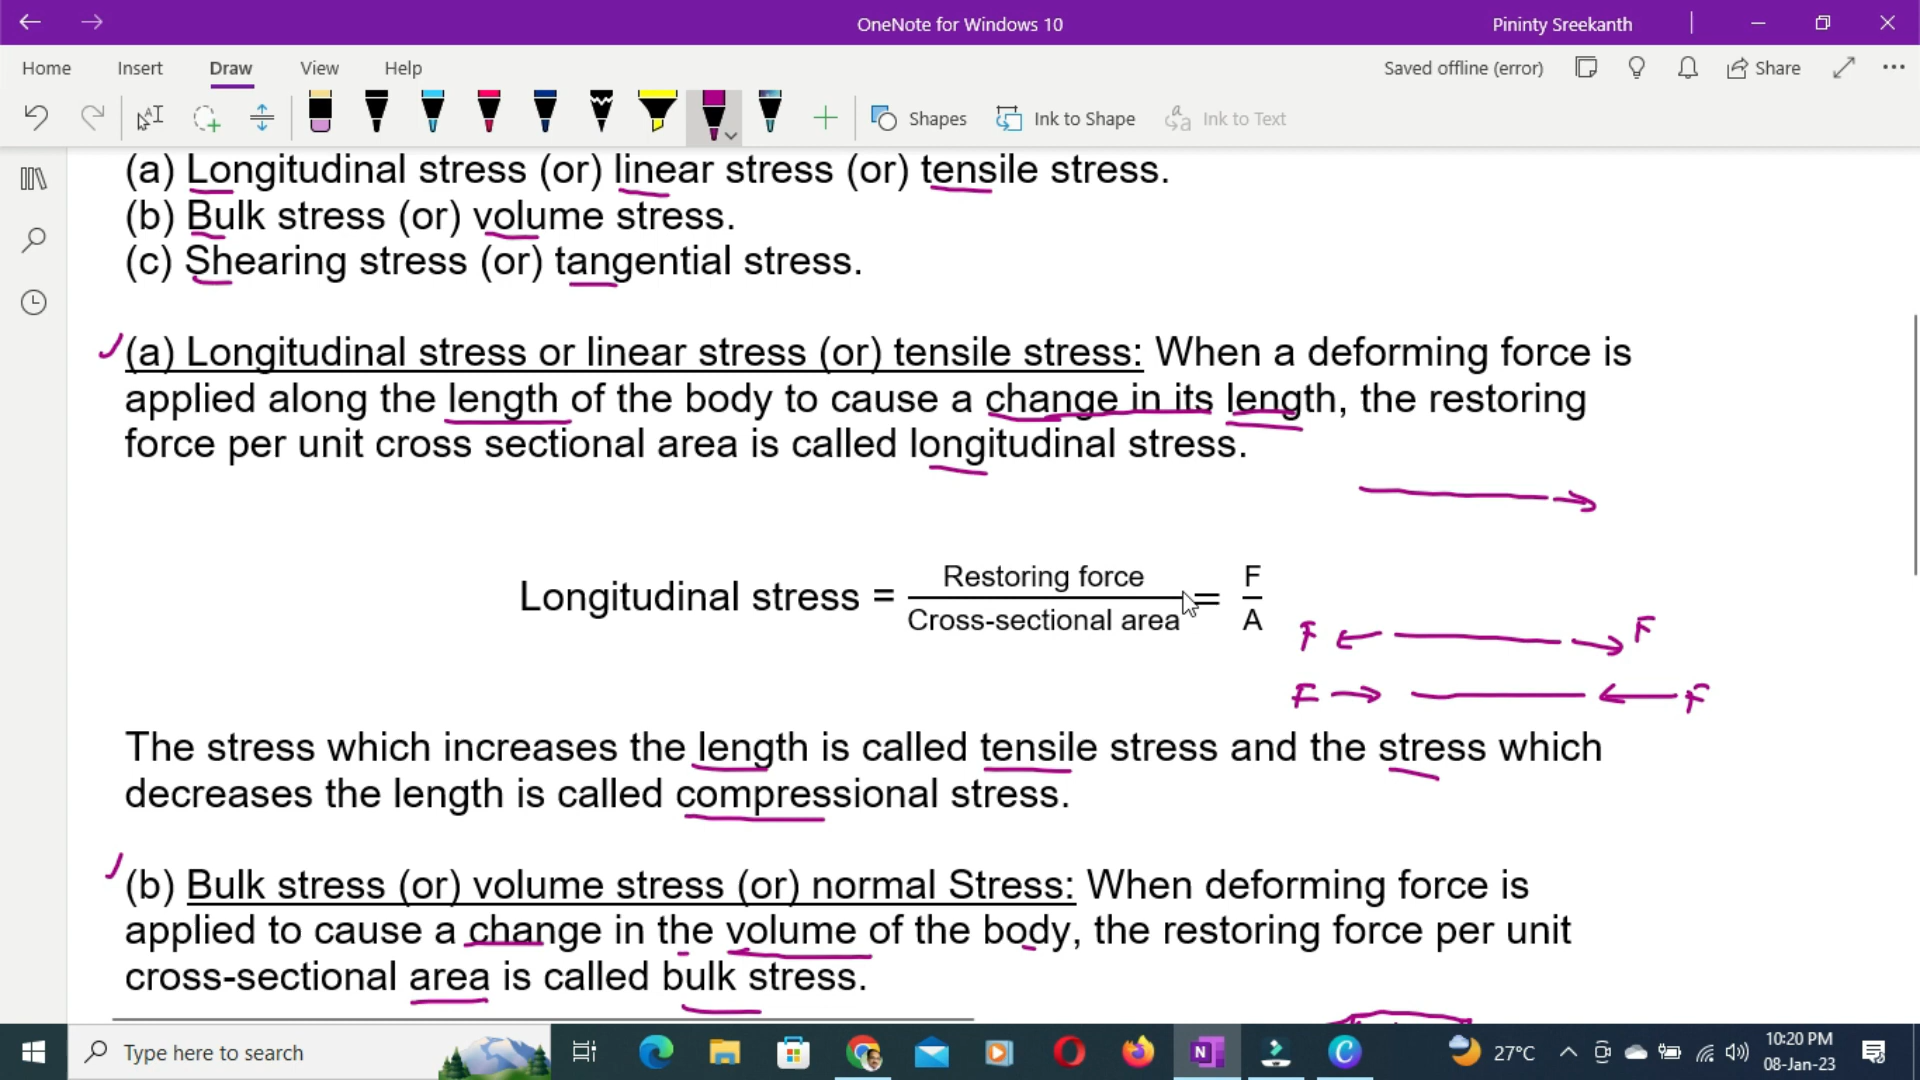 OneNote for Windows 10
Pininty Sreekanth
Home Insert Draw View Help
Saved offline (error)
Share
Shapes
Ink to Shape
Ink to Text
(a) Longitudinal stress (or) linear stress (or) tensile stress.
(b) Bulk stress (or) volume stress.
(c) Shearing stress (or) tangential stress.
(a) Longitudinal stress or linear stress (or) tensile stress: When a deforming force is
applied along the length of the body to cause a change in its length, the restoring
force per unit cross sectional area is called longitudinal stress.
Longitudinal stress = Restoring force / Cross-sectional area = F / A
F F
F F
The stress which increases the length is called tensile stress and the stress which
decreases the length is called compressional stress.
(b) Bulk stress (or) volume stress (or) normal Stress: When deforming force is
applied to cause a change in the volume of the body, the restoring force per unit
cross-sectional area is called bulk stress.
Type here to search
27°C
10:20 PM
08-Jan-23